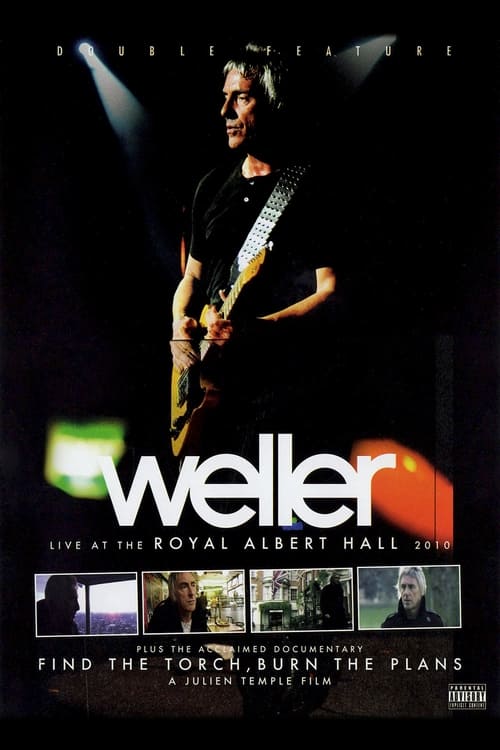 DOUBLE FEATURE
weller
LIVE AT THE ROYAL ALBERT HALL 2010
PLUS THE ACCLAIMED DOCUMENTARY
FIND THE TORCH, BURN THE PLANS
A JULIEN TEMPLE FILM
PARENTAL
ADVISORY
EXPLICIT CONTENT